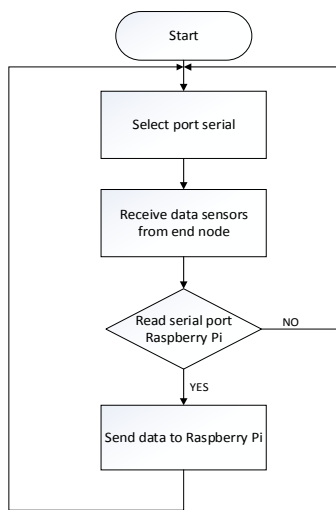 Start
Select port serial
Receive data sensors
from end node
Read serial port
Raspberry Pi
NO
YES
Send data to Raspberry Pi